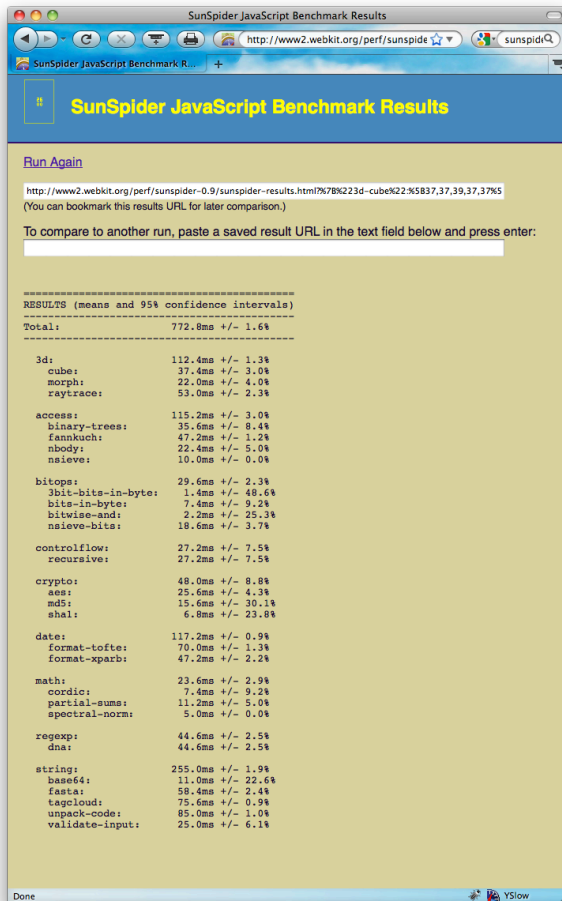 SunSpider JavaScript Benchmark Results
http://www2.webkit.org/perf/sunspide
sunspide
SunSpider JavaScript Benchmark R...
SunSpider JavaScript Benchmark Results
Run Again
http://www2.webkit.org/perf/sunspider-0.9/sunspider-results.html?%7B%223d-cube%22:%5B37,37,39,37,37%5
(You can bookmark this results URL for later comparison.)
To compare to another run, paste a saved result URL in the text field below and press enter:
============================================
RESULTS (means and 95% confidence intervals)
--------------------------------------------
Total: 772.8ms +/- 1.6%
--------------------------------------------
3d: 112.4ms +/- 1.3%
cube: 37.4ms +/- 3.0%
morph: 22.0ms +/- 4.0%
raytrace: 53.0ms +/- 2.3%
access: 115.2ms +/- 3.0%
binary-trees: 35.6ms +/- 8.4%
fannkuch: 47.2ms +/- 1.2%
nbody: 22.4ms +/- 5.0%
nsieve: 10.0ms +/- 0.0%
bitops: 29.6ms +/- 2.3%
3bit-bits-in-byte: 1.4ms +/- 48.6%
bits-in-byte: 7.4ms +/- 9.2%
bitwise-and: 2.2ms +/- 25.3%
nsieve-bits: 18.6ms +/- 3.7%
controlflow: 27.2ms +/- 7.5%
recursive: 27.2ms +/- 7.5%
crypto: 48.0ms +/- 8.8%
aes: 25.6ms +/- 4.3%
md5: 15.6ms +/- 30.1%
sha1: 6.8ms +/- 23.8%
date: 117.2ms +/- 0.9%
format-tofte: 70.0ms +/- 1.3%
format-xparb: 47.2ms +/- 2.2%
math: 23.6ms +/- 2.9%
cordic: 7.4ms +/- 9.2%
partial-sums: 11.2ms +/- 5.0%
spectral-norm: 5.0ms +/- 0.0%
regexp: 44.6ms +/- 2.5%
dna: 44.6ms +/- 2.5%
string: 255.0ms +/- 1.9%
base64: 11.0ms +/- 22.6%
fasta: 58.4ms +/- 2.4%
tagcloud: 75.6ms +/- 0.9%
unpack-code: 85.0ms +/- 1.0%
validate-input: 25.0ms +/- 6.1%
Done
YSlow